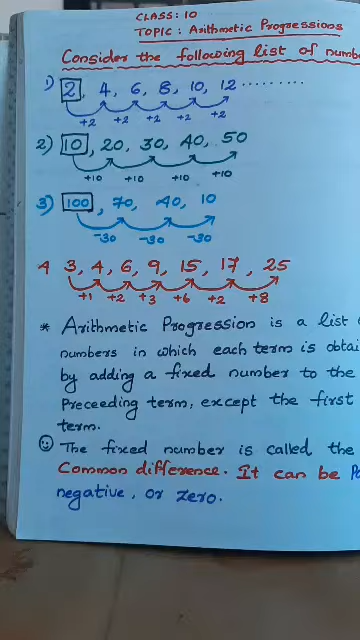 CLASS: 10
TOPIC: Arithmetic Progressions
Consider the following list of
1) 2, 4, 6, 8, 10, 12 .........
+2 +2 +2 +2 +2
2) 10, 20, 30, 40, 50
+10 +10 +10 +10
3) 100, 70, 40, 10
-30 -30 -30
4 3, 4, 6, 9, 15, 17, 25
+1 +2 +3 +6 +2 +8
* Arithmetic Progression is a list
numbers in which each term is
by adding a fixed number to the
Preceeding term, except the first
term.
The fixed number is called the
Common difference. It can be
negative, or zero.